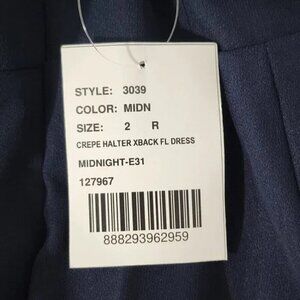 STYLE: 3039
COLOR: MIDN
SIZE: 2 R
CREPE HALTER XBACK FL DRESS
MIDNIGHT-E31
127967
888293962959